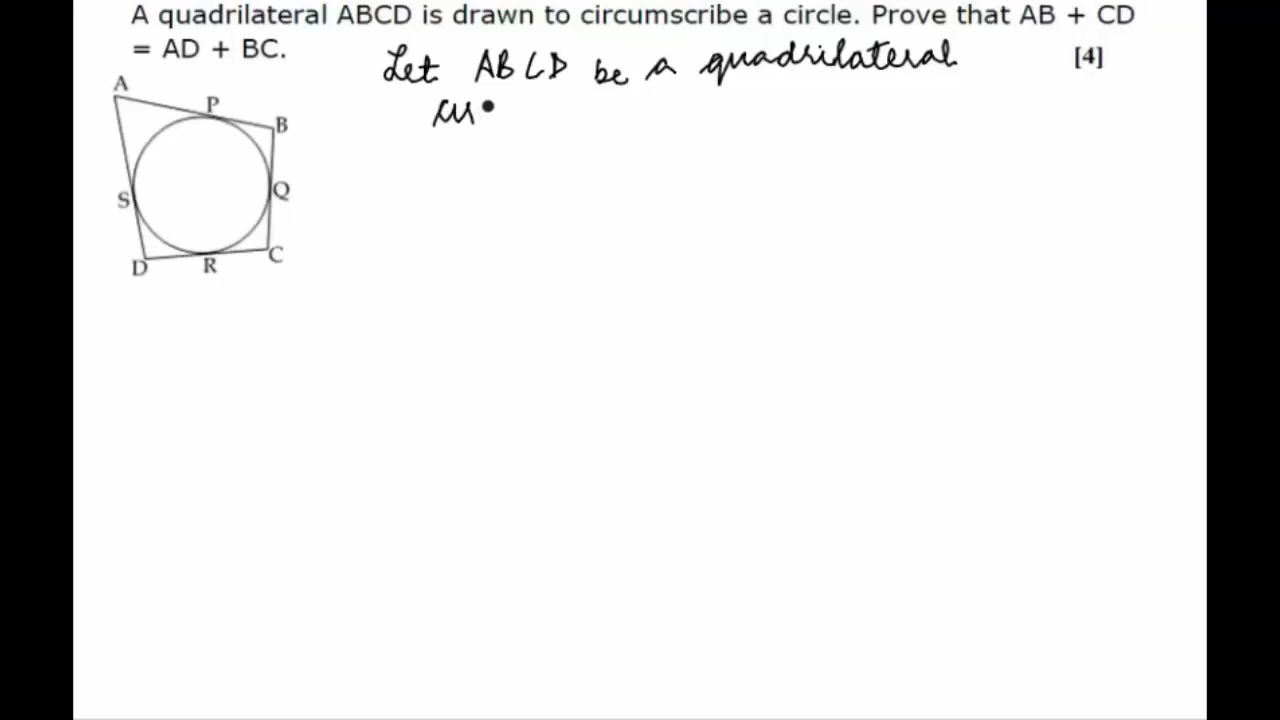 A quadrilateral ABCD is drawn to circumscribe a circle. Prove that AB + CD
= AD + BC.
[4]
Let ABCD be a quadrilateral
A
P
B
S
Q
D
R
C